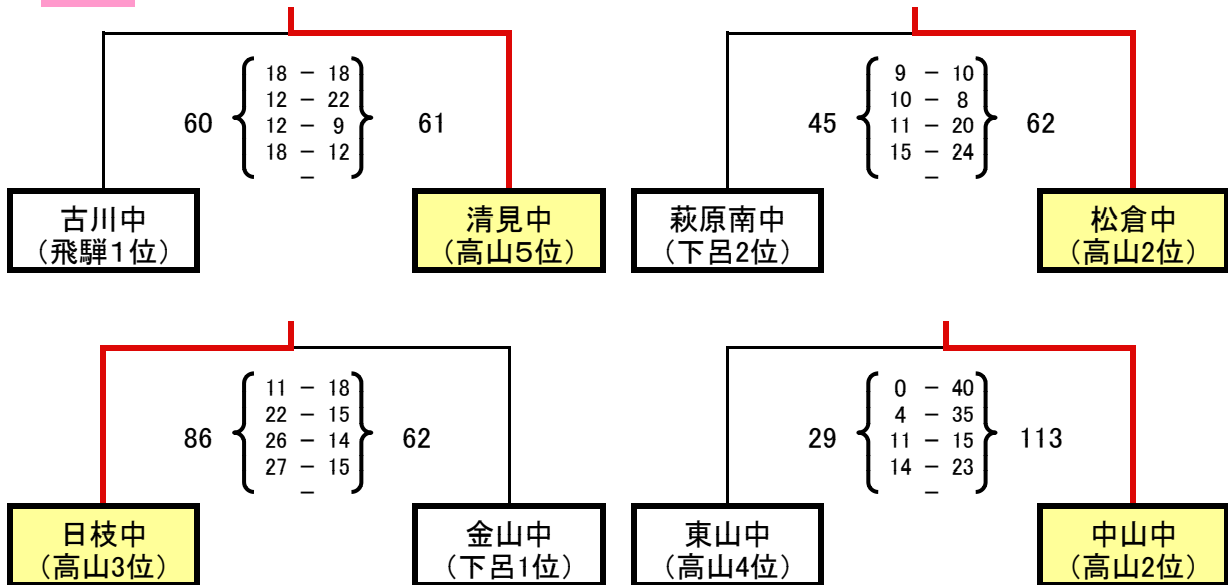 18 － 18
12 － 22
60 61
12 － 9
18 － 12
－
古川中
（飛騨１位）
清見中
（高山５位）
9 － 10
10 － 8
45 62
11 － 20
15 － 24
－
萩原南中
（下呂2位）
松倉中
（高山2位）
11 － 18
22 － 15
86 62
26 － 14
27 － 15
－
日枝中
（高山3位）
金山中
（下呂1位）
0 － 40
4 － 35
29 113
11 － 15
14 － 23
－
東山中
（高山4位）
中山中
（高山2位）